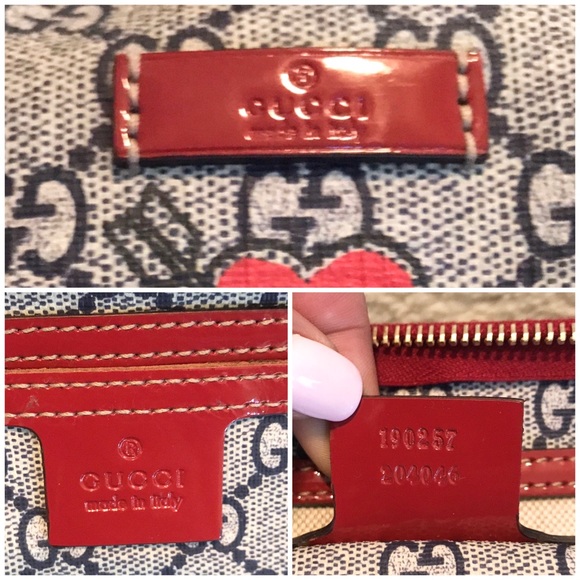 ®
GUCCI
made in italy
®
GUCCI
made in italy
190257
204046